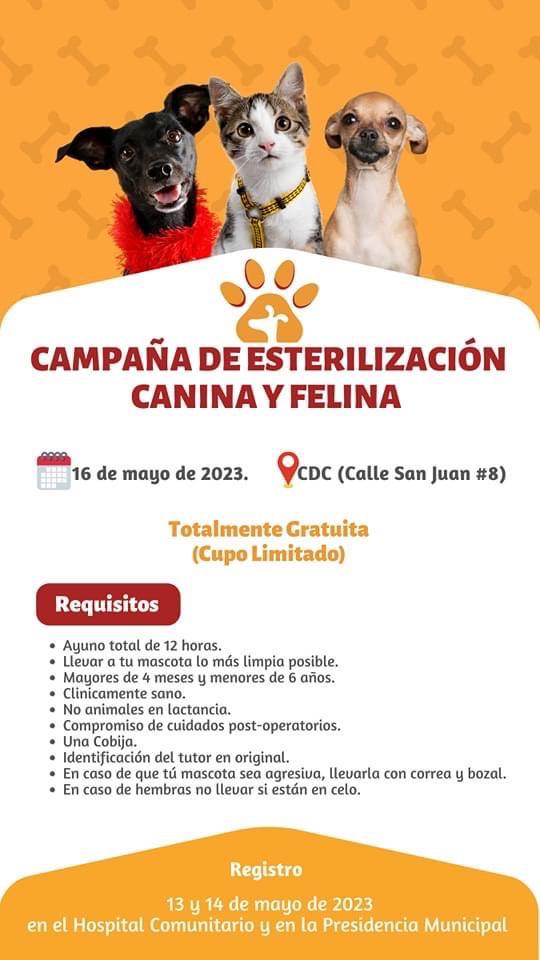 CAMPAÑA DE ESTERILIZACIÓN
CANINA Y FELINA
16 de mayo de 2023.
CDC (Calle San Juan #8)
Totalmente Gratuita
(Cupo Limitado)
Requisitos
• Ayuno total de 12 horas.
• Llevar a tu mascota lo más limpia posible.
• Mayores de 4 meses y menores de 6 años.
• Clinicamente sano.
• No animales en lactancia.
• Compromiso de cuidados post-operatorios.
• Una Cobija.
• Identificación del tutor en original.
• En caso de que tú mascota sea agresiva, llevarla con correa y bozal.
• En caso de hembras no llevar si están en celo.
Registro
13 y 14 de mayo de 2023
en el Hospital Comunitario y en la Presidencia Municipal